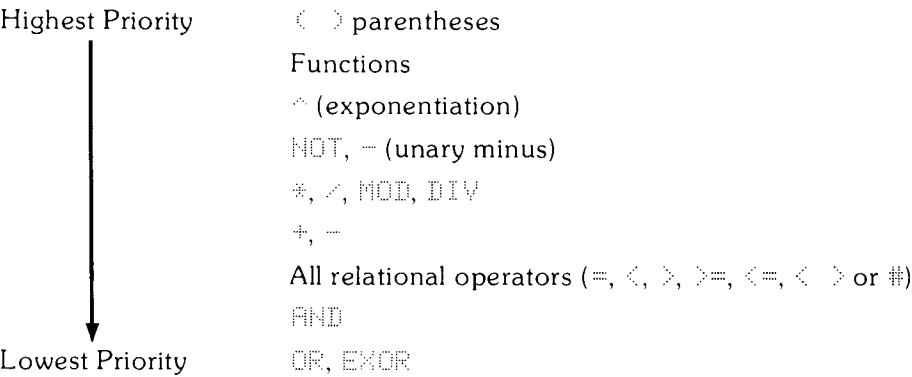 Highest Priority ( ) parentheses
Functions
^ (exponentiation)
NOT, - (unary minus)
*, /, MOD, DIV
+, -
All relational operators (=, <, >, >=, <=, < > or #)
AND
Lowest Priority OR, EXOR